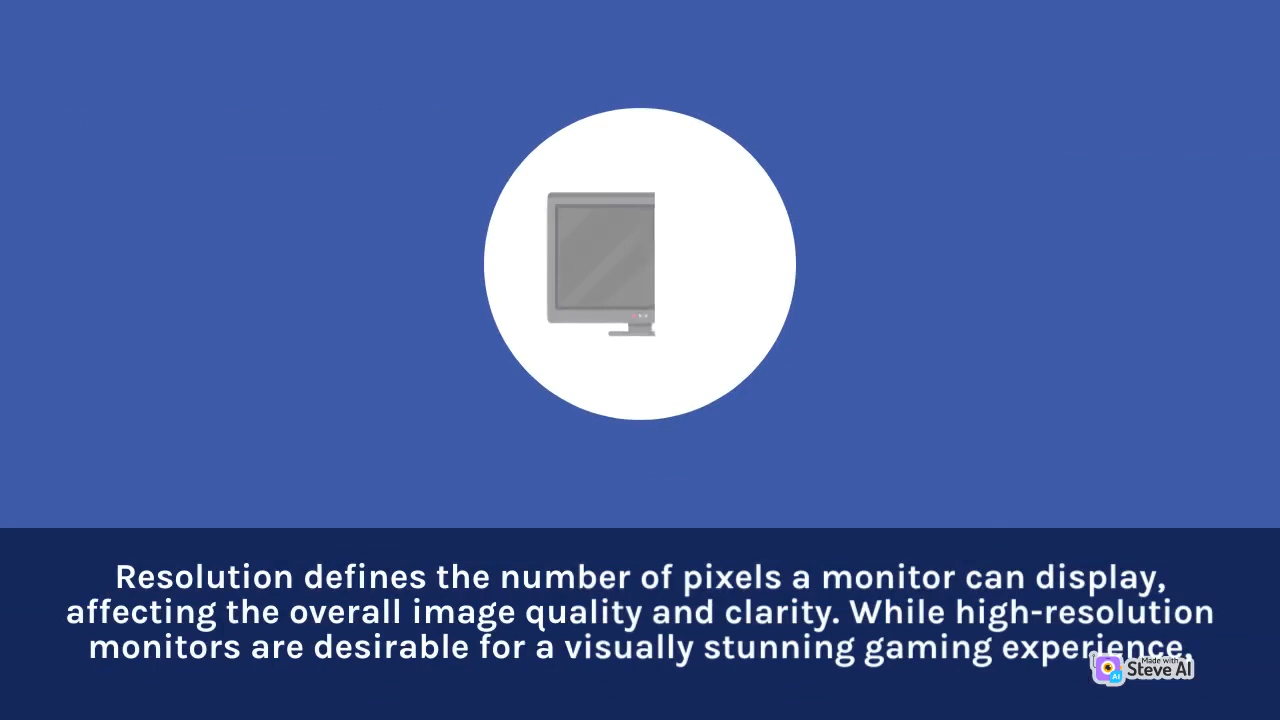 Resolution defines the number of pixels a monitor can display,
affecting the overall image quality and clarity. While high-resolution
monitors are desirable for a visually stunning gaming experience,
Made with
Steve AI
AI